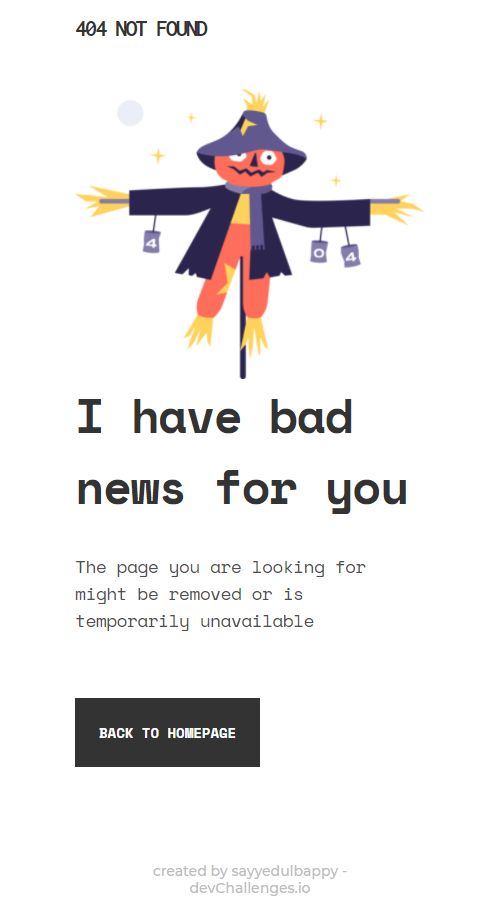 404 NOT FOUND
4
0
4
I have bad
news for you
The page you are looking for
might be removed or is
temporarily unavailable
BACK TO HOMEPAGE
created by sayyedulbappy -
devChallenges.io